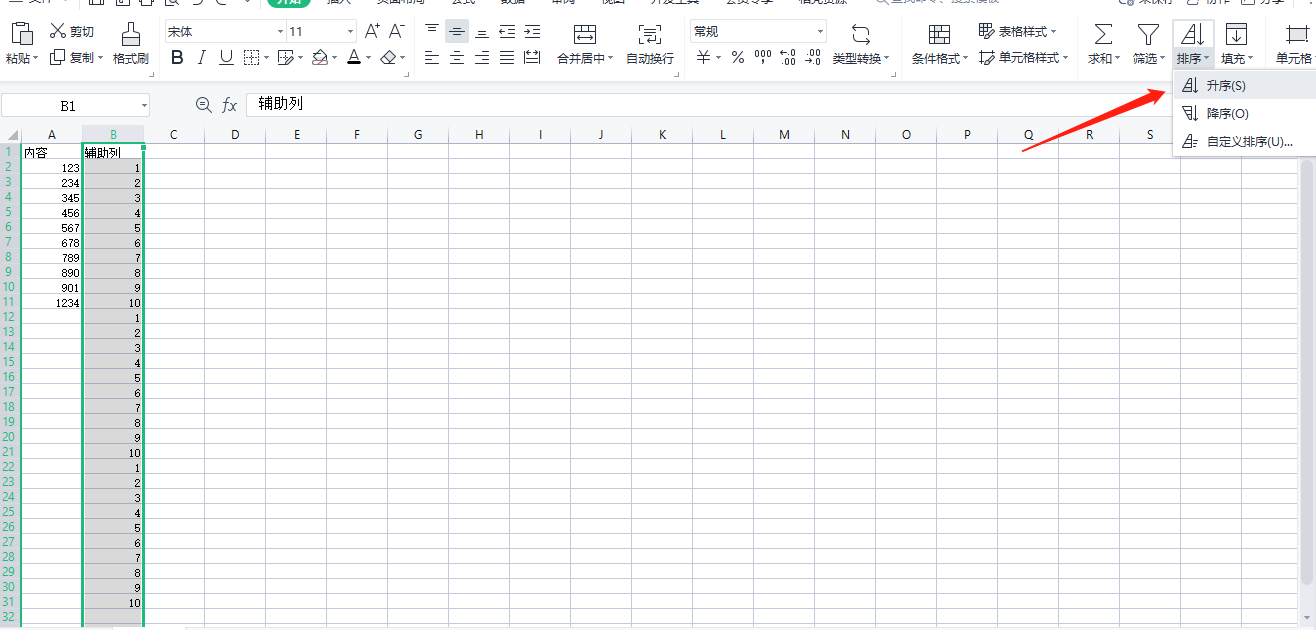 开始
剪切
宋体
11
常规
表格样式
粘贴
复制
格式刷
B
I
U
A
合并居中
自动换行
¥
%
类型转换
条件格式
单元格样式
求和
筛选
排序
填充
单元格
升序(S)
降序(O)
自定义排序(U)...
B1
fx
辅助列
A B C D E F G H I J K L M N O P Q R S
1 内容 辅助列
2 123 1
3 234 2
4 345 3
5 456 4
6 567 5
7 678 6
8 789 7
9 890 8
10 901 9
11 1234 10
12 1
13 2
14 3
15 4
16 5
17 6
18 7
19 8
20 9
21 10
22 1
23 2
24 3
25 4
26 5
27 6
28 7
29 8
30 9
31 10
32